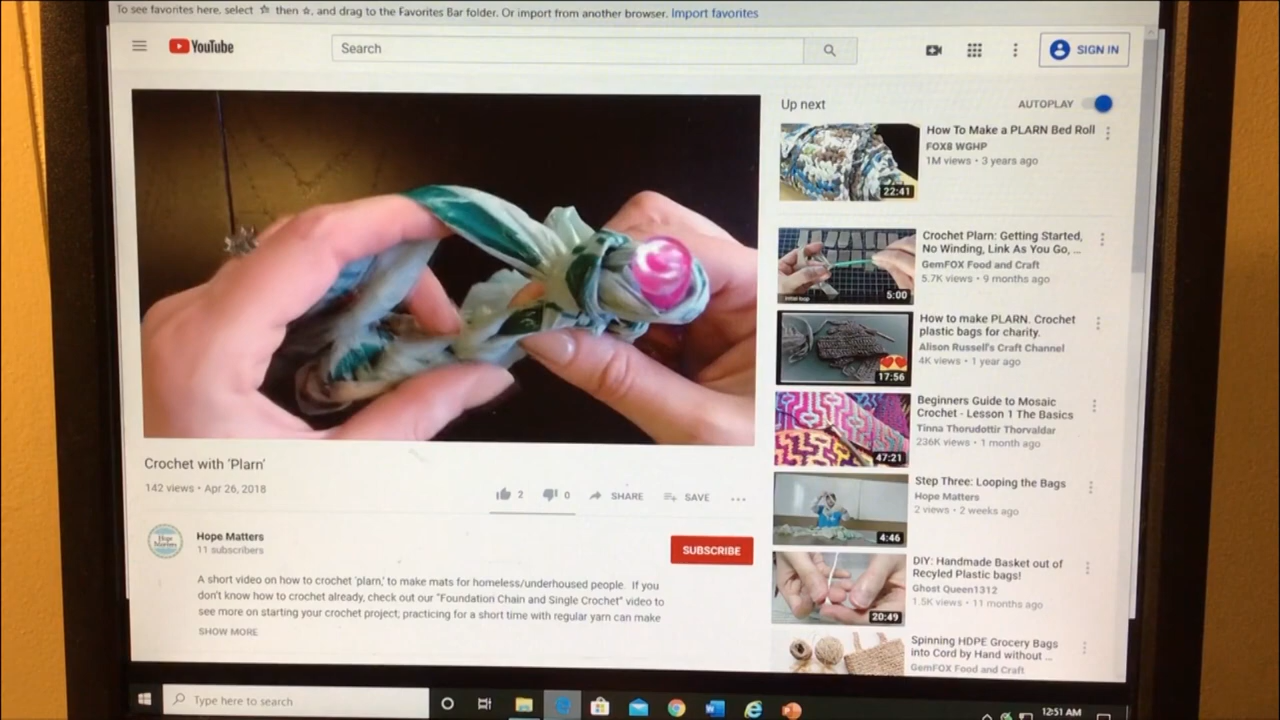 To see favorites here, select ☆ then ☆, and drag to the Favorites Bar folder. Or import from another browser. Import favorites
YouTube
Search
SIGN IN
Up next
AUTOPLAY
How To Make a PLARN Bed Roll
FOX8 WGHP
1M views • 3 years ago
22:41
Crochet Plarn: Getting Started,
No Winding, Link As You Go, ...
GemFOX Food and Craft
5.7K views • 9 months ago
5:00
How to make PLARN. Crochet
plastic bags for charity.
Alison Russell's Craft Channel
4K views • 1 year ago
17:56
Beginners Guide to Mosaic
Crochet - Lesson 1 The Basics
Tinna Thorudottir Thorvaldar
236K views • 1 month ago
47:21
Step Three: Looping the Bags
Hope Matters
2 views • 2 weeks ago
4:46
DIY: Handmade Basket out of
Recyled Plastic bags!
Ghost Queen1312
1.5K views • 11 months ago
20:49
Spinning HDPE Grocery Bags
into Cord by Hand without ...
GemFOX Food and Craft
Crochet with 'Plarn'
142 views • Apr 26, 2018
2
0
SHARE
SAVE
Hope Matters
Hope Matters
11 subscribers
SUBSCRIBE
A short video on how to crochet 'plarn,' to make mats for homeless/underhoused people. If you
don't know how to crochet already, check out our "Foundation Chain and Single Crochet" video to
see more on starting your crochet project; practicing for a short time with regular yarn can make
SHOW MORE
Type here to search
12:51 AM